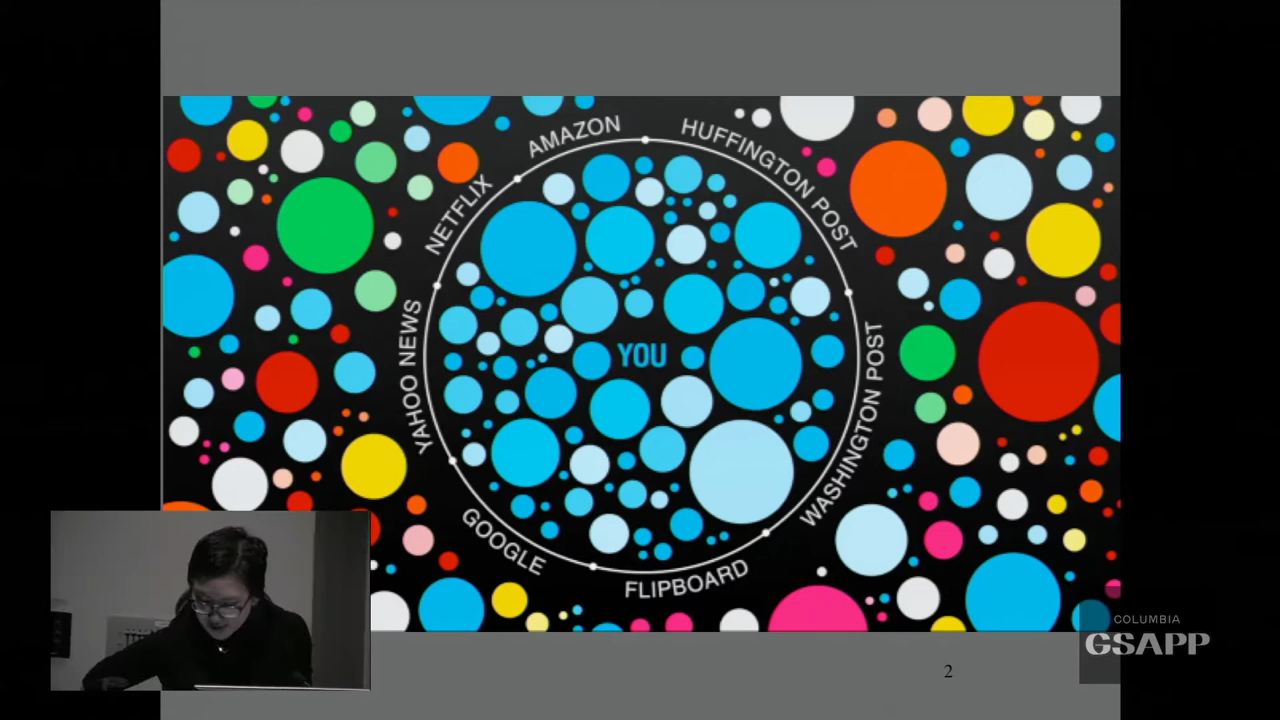 AMAZON
HUFFINGTON POST
NETFLIX
YAHOO NEWS
YOU
WASHINGTON POST
GOOGLE
FLIPBOARD
COLUMBIA
GSAPP
2